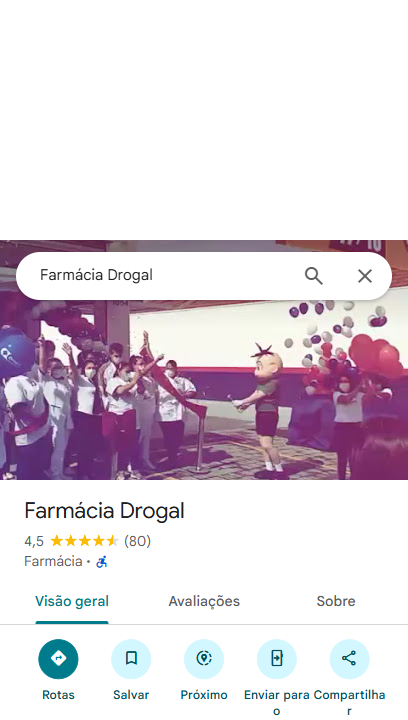 Farmácia Drogal
Farmácia Drogal
4,5 (80)
Farmácia ·
Visão geral
Avaliações
Sobre
Rotas
Salvar
Próximo
Enviar para o
Compartilhar